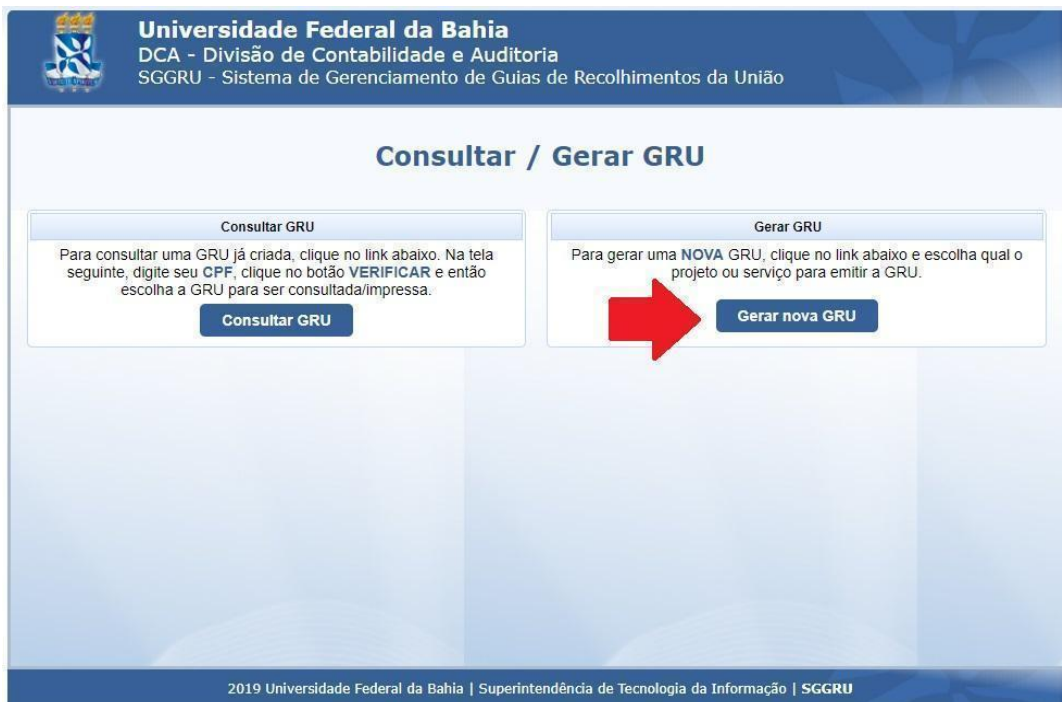 Universidade Federal da Bahia
DCA - Divisão de Contabilidade e Auditoria
SGGRU - Sistema de Gerenciamento de Guias de Recolhimentos da União
Consultar / Gerar GRU
Consultar GRU
Para consultar uma GRU já criada, clique no link abaixo. Na tela
seguinte, digite seu CPF, clique no botão VERIFICAR e então
escolha a GRU para ser consultada/impressa.
Consultar GRU
Gerar GRU
Para gerar uma NOVA GRU, clique no link abaixo e escolha qual o
projeto ou serviço para emitir a GRU.
Gerar nova GRU
2019 Universidade Federal da Bahia | Superintendência de Tecnologia da Informação | SGGRU